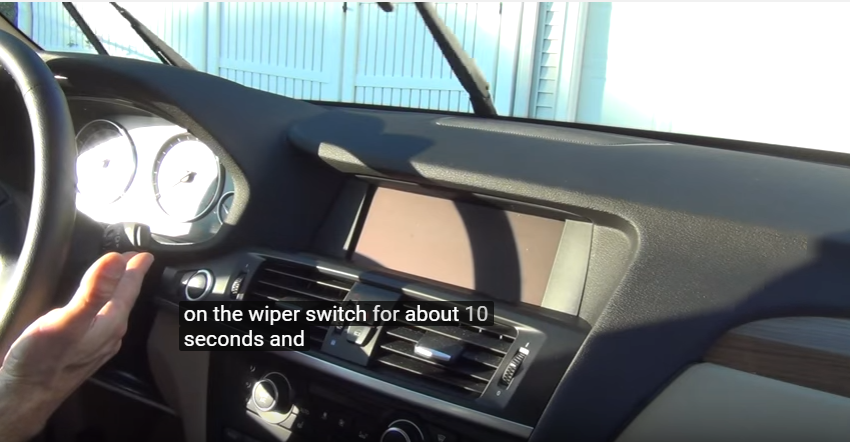 on the wiper switch for about 10
seconds and